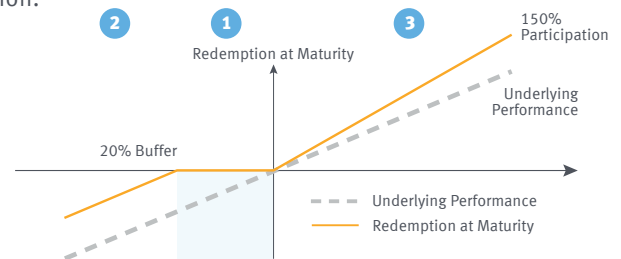 2
1
3
150%
Participation
Redemption at Maturity
Underlying
Performance
20% Buffer
Underlying Performance
Redemption at Maturity